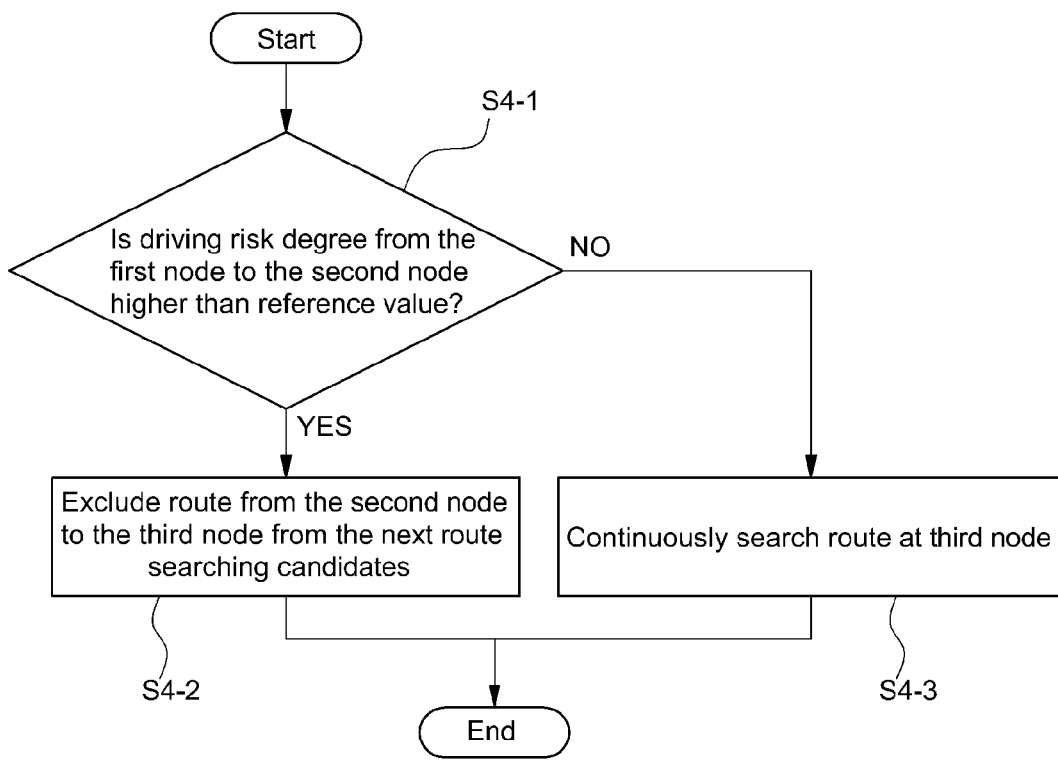 Start
S4-1
Is driving risk degree from the
first node to the second node
higher than reference value?
NO
YES
Exclude route from the second node
to the third node from the next route
searching candidates
Continuously search route at third node
S4-2
S4-3
End